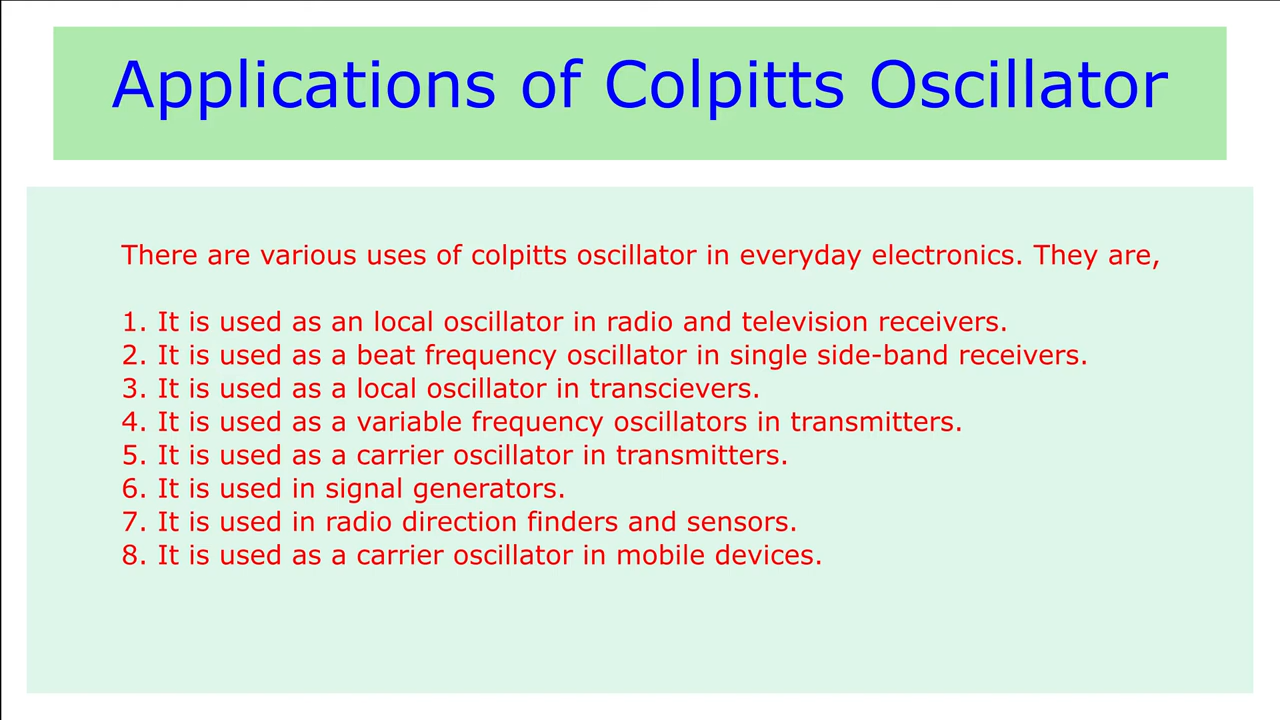 Applications of Colpitts Oscillator
There are various uses of colpitts oscillator in everyday electronics. They are,
1. It is used as an local oscillator in radio and television receivers.
2. It is used as a beat frequency oscillator in single side-band receivers.
3. It is used as a local oscillator in transcievers.
4. It is used as a variable frequency oscillators in transmitters.
5. It is used as a carrier oscillator in transmitters.
6. It is used in signal generators.
7. It is used in radio direction finders and sensors.
8. It is used as a carrier oscillator in mobile devices.